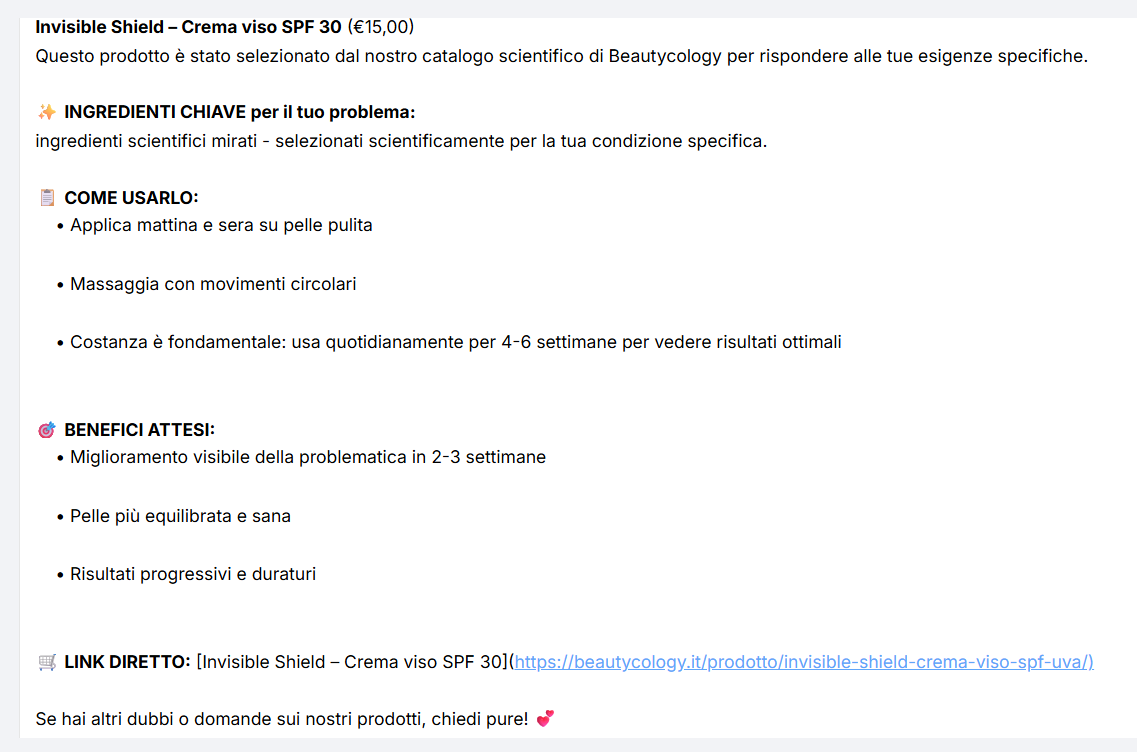 Invisible Shield – Crema viso SPF 30 (€15,00)
Questo prodotto è stato selezionato dal nostro catalogo scientifico di Beautycology per rispondere alle tue esigenze specifiche.
✨ INGREDIENTI CHIAVE per il tuo problema:
ingredienti scientifici mirati - selezionati scientificamente per la tua condizione specifica.
📋 COME USARLO:
• Applica mattina e sera su pelle pulita
• Massaggia con movimenti circolari
• Costanza è fondamentale: usa quotidianamente per 4-6 settimane per vedere risultati ottimali
🎯 BENEFICI ATTESI:
• Miglioramento visibile della problematica in 2-3 settimane
• Pelle più equilibrata e sana
• Risultati progressivi e duraturi
🛒 LINK DIRETTO: [Invisible Shield – Crema viso SPF 30](https://beautycology.it/prodotto/invisible-shield-crema-viso-spf-uva/)
Se hai altri dubbi o domande sui nostri prodotti, chiedi pure! 💕